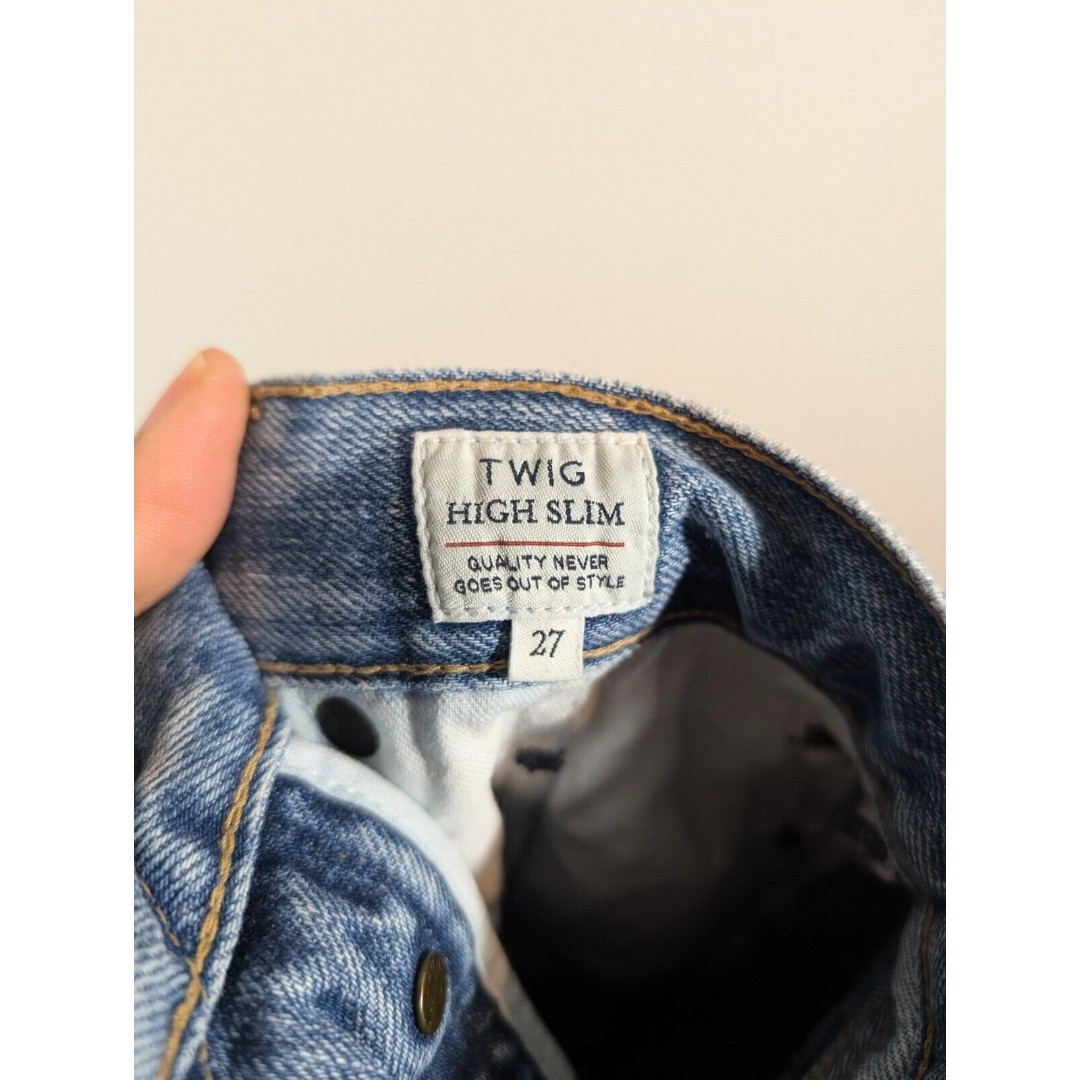 TWIG
HIGH SLIM
QUALITY NEVER
GOES OUT OF STYLE
27